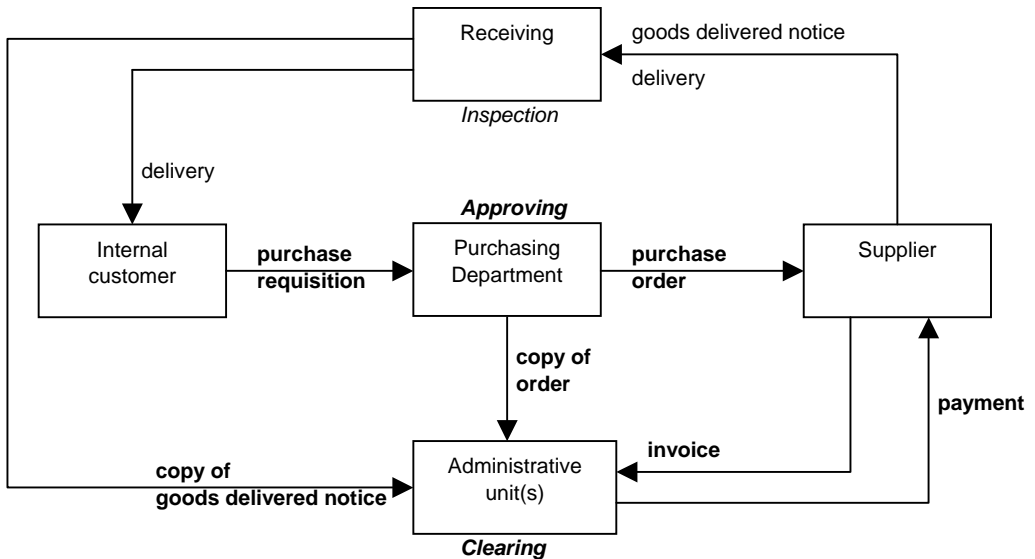 Receiving
goods delivered notice
delivery
Inspection
delivery
Approving
Internal
customer
purchase
requisition
Purchasing
Department
purchase
order
Supplier
copy of
order
payment
invoice
copy of
goods delivered notice
Administrative
unit(s)
Clearing